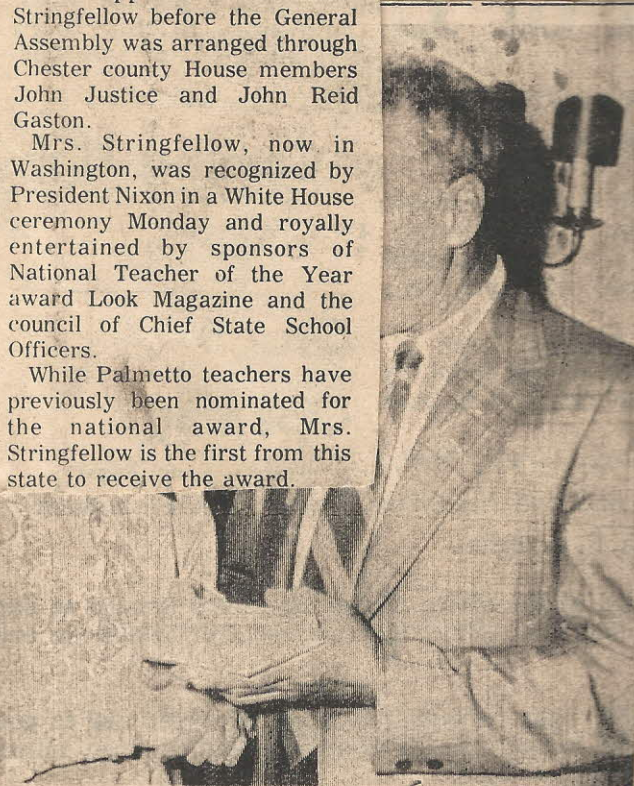 Stringfellow before the General
Assembly was arranged through
Chester county House members
John Justice and John Reid
Gaston.
Mrs. Stringfellow, now in
Washington, was recognized by
President Nixon in a White House
ceremony Monday and royally
entertained by sponsors of
National Teacher of the Year
award Look Magazine and the
council of Chief State School
Officers.
While Palmetto teachers have
previously been nominated for
the national award, Mrs.
Stringfellow is the first from this
state to receive the award.